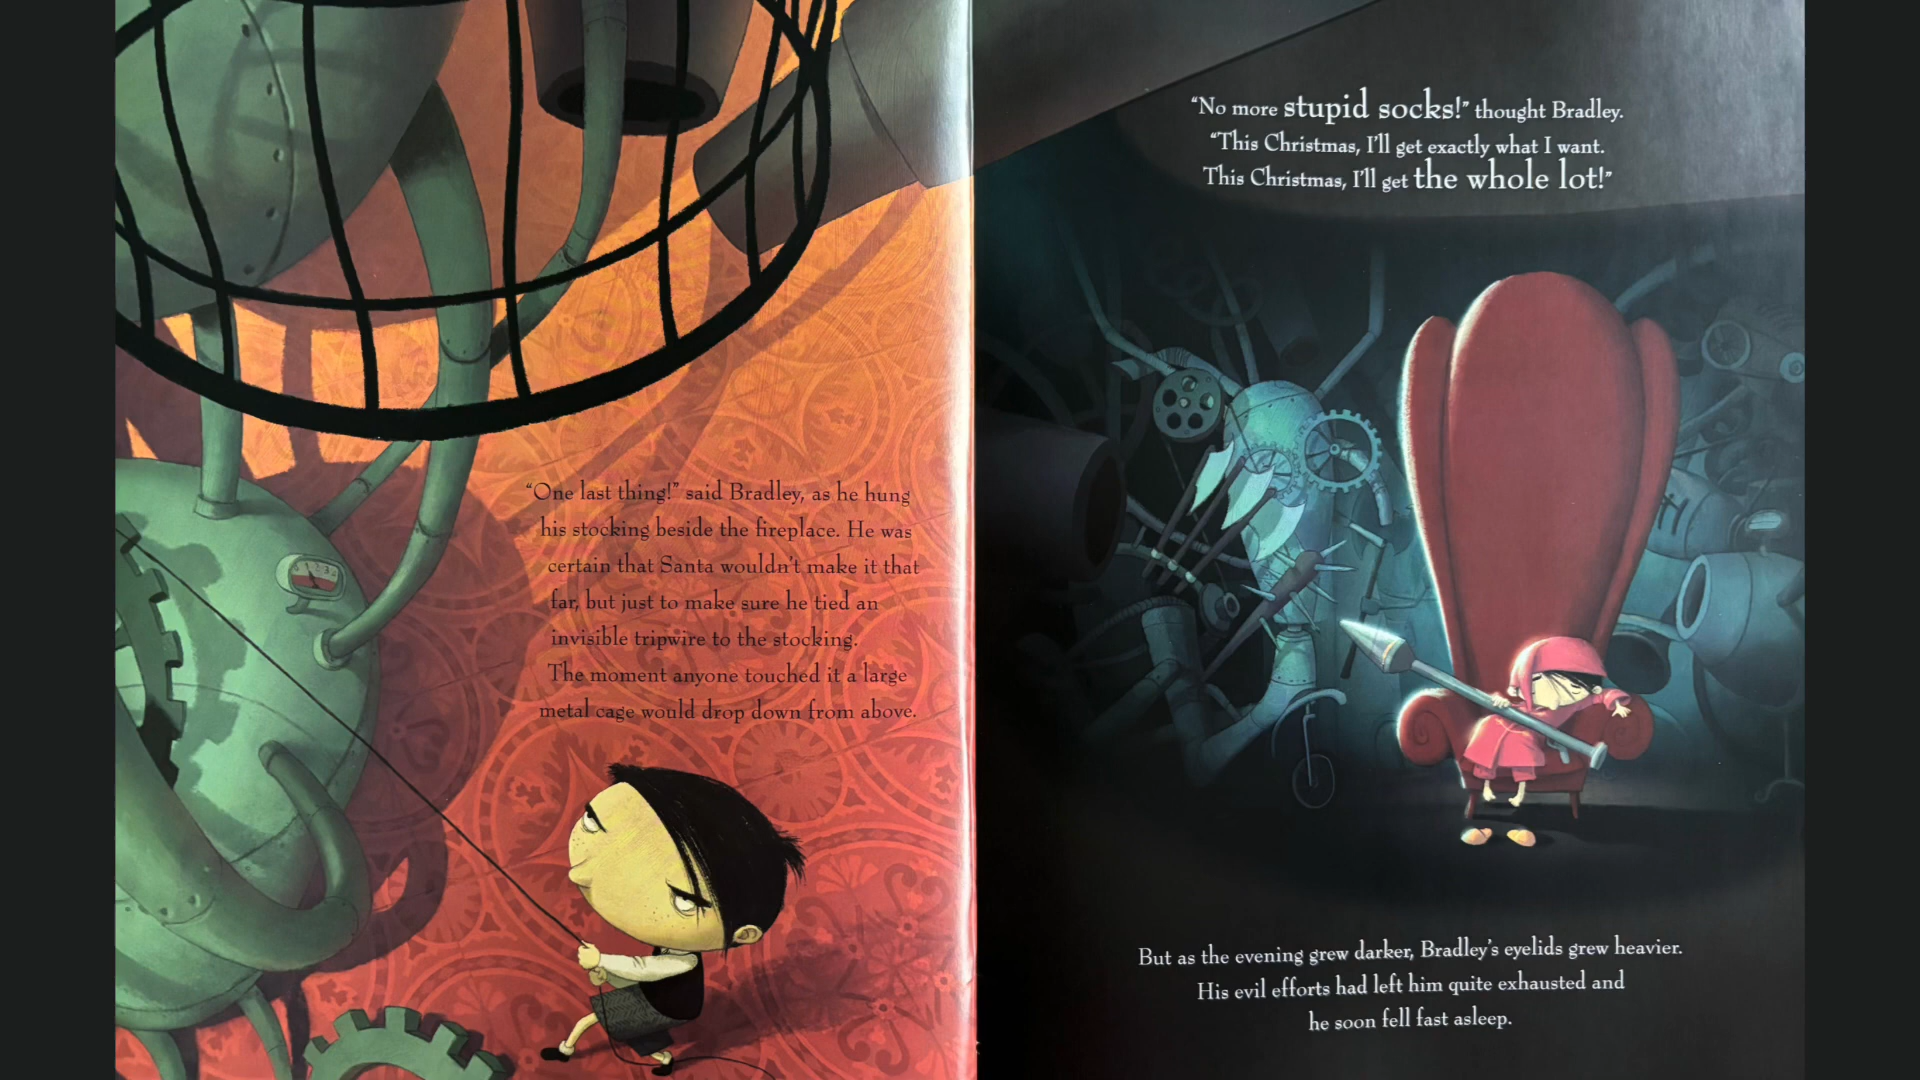 “One last thing!” said Bradley, as he hung
his stocking beside the fireplace. He was
certain that Santa wouldn’t make it that
far, but just to make sure he tied an
invisible tripwire to the stocking.
The moment anyone touched it a large
metal cage would drop down from above.
“No more stupid socks!” thought Bradley.
“This Christmas, I’ll get exactly what I want.
This Christmas, I’ll get the whole lot!”
But as the evening grew darker, Bradley’s eyelids grew heavier.
His evil efforts had left him quite exhausted and
he soon fell fast asleep.